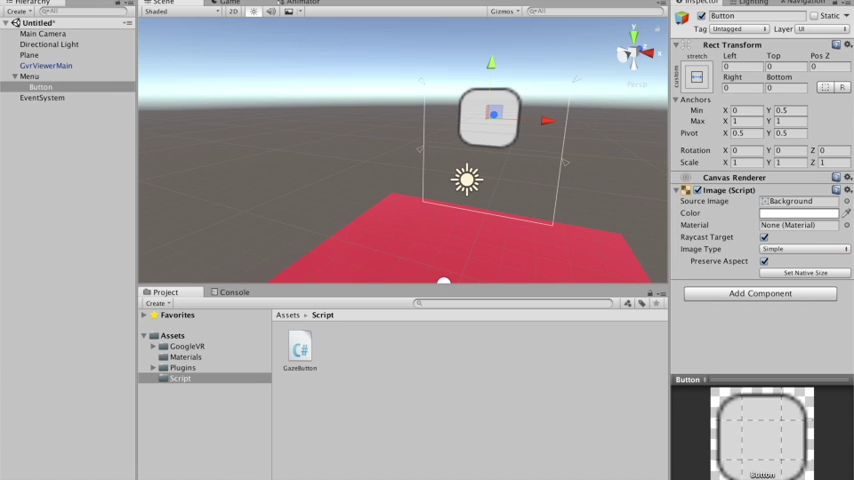 Hierarchy
Create
Untitled*
Main Camera
Directional Light
Plane
GvrViewerMain
Menu
Button
EventSystem
Scene
Game
Animator
Shaded
2D
Gizmos
All
y
x
Persp
Project
Console
Create
Favorites
Assets
GoogleVR
Materials
Plugins
Script
Assets
Script
C#
GazeButton
Inspector
Lighting
Navigation
Button
Static
Tag Untagged
Layer UI
Rect Transform
stretch
custom
Left Top Pos Z
0 0 0
Right Bottom
0 0
R
Anchors
Min X 0 Y 0.5
Max X 1 Y 1
Pivot X 0.5 Y 0.5
Rotation X 0 Y 0 Z 0
Scale X 1 Y 1 Z 1
Canvas Renderer
Image (Script)
Source Image Background
Color
Material None (Material)
Raycast Target
Image Type Simple
Preserve Aspect
Set Native Size
Add Component
Button
Button